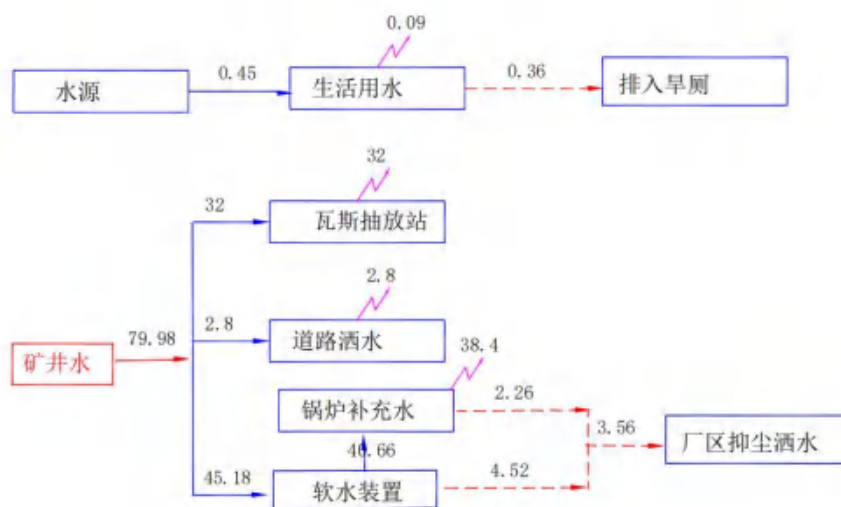 0.09
水源
0.45
生活用水
0.36
排入旱厕
32
32
瓦斯抽放站
2.8
矿井水
79.98
2.8
道路洒水
38.4
锅炉补充水
2.26
3.56
厂区抑尘洒水
40.66
45.18
软水装置
4.52